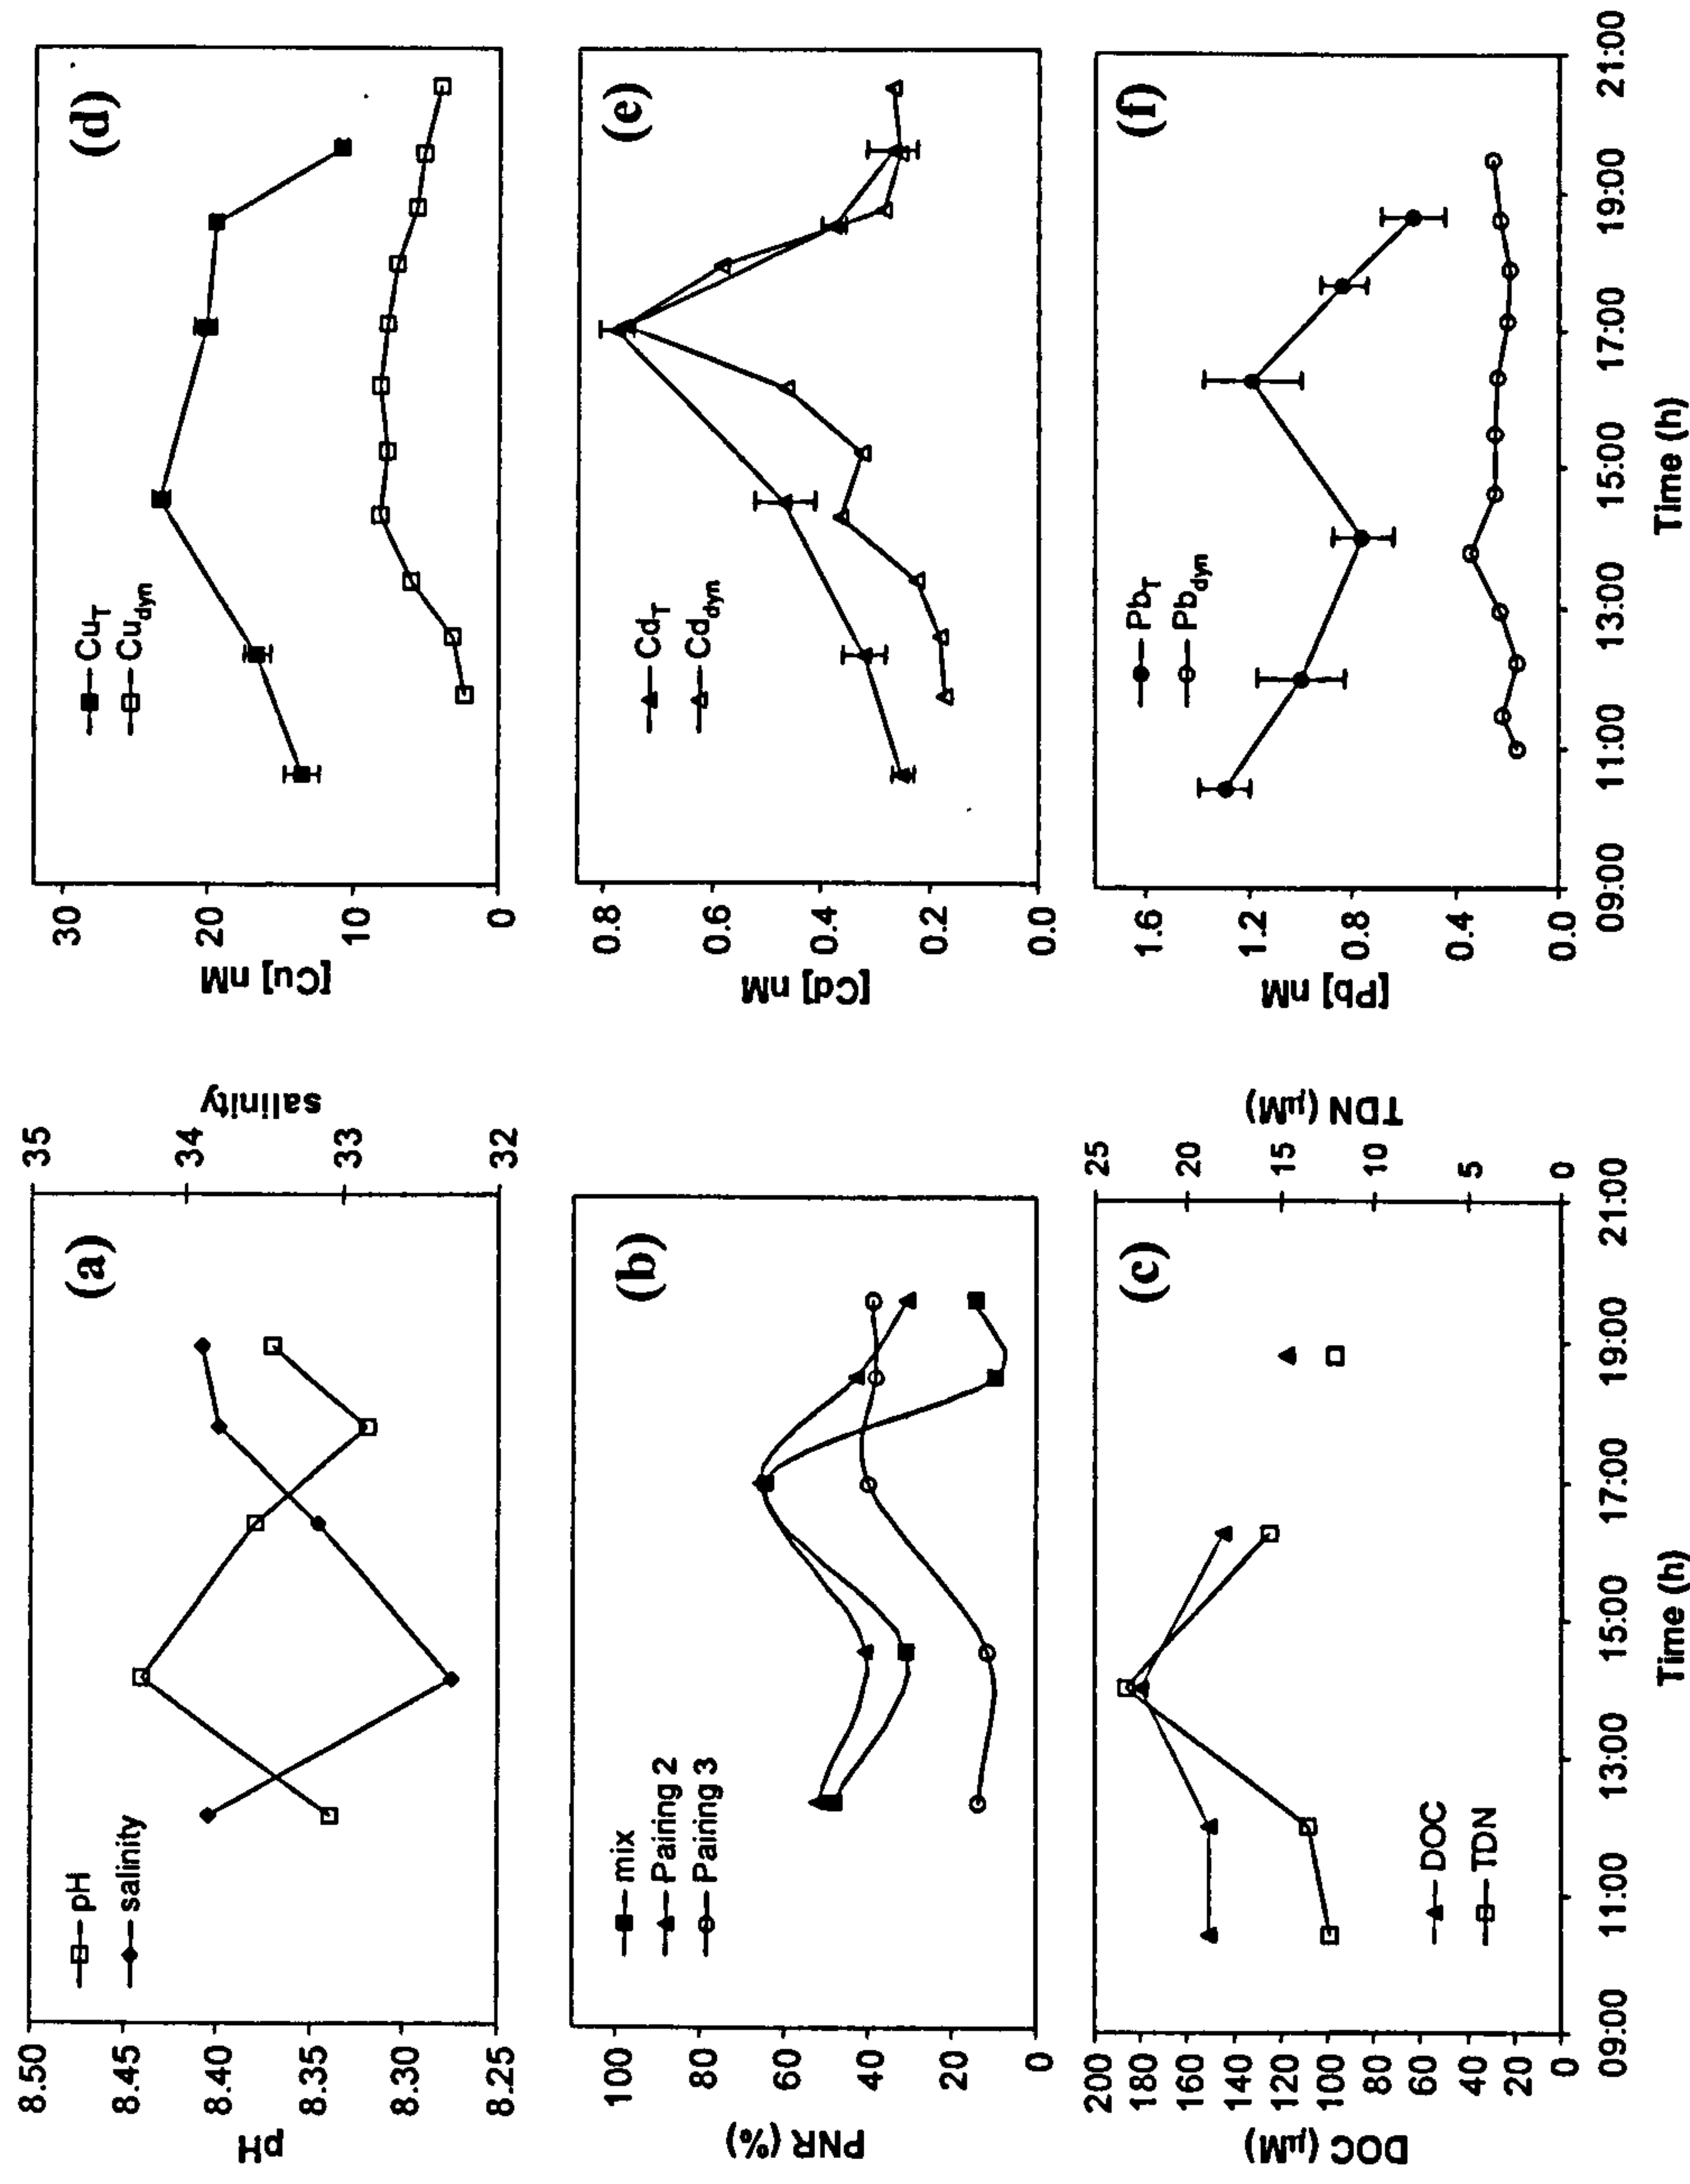 8.50
8.45
8.40
8.35
8.30
8.25
pH
35
34
33
32
salinity
(a)
pH
salinity
100
80
60
40
20
0
PNR (%)
(b)
mix
Pairing 2
Pairing 3
200
180
160
140
120
100
80
60
40
20
0
DOC (µM)
25
20
15
10
5
0
TDN (µM)
(c)
DOC
TDN
09:00 11:00 13:00 15:00 17:00 19:00 21:00
Time (h)
30
20
10
0
[Cu] nM
(d)
CuT
Cudyn
0.8
0.6
0.4
0.2
0.0
[Cd] nM
(e)
CdT
Cddyn
1.6
1.2
0.8
0.4
0.0
[Pb] nM
(f)
PbT
Pbdyn
09:00 11:00 13:00 15:00 17:00 19:00 21:00
Time (h)